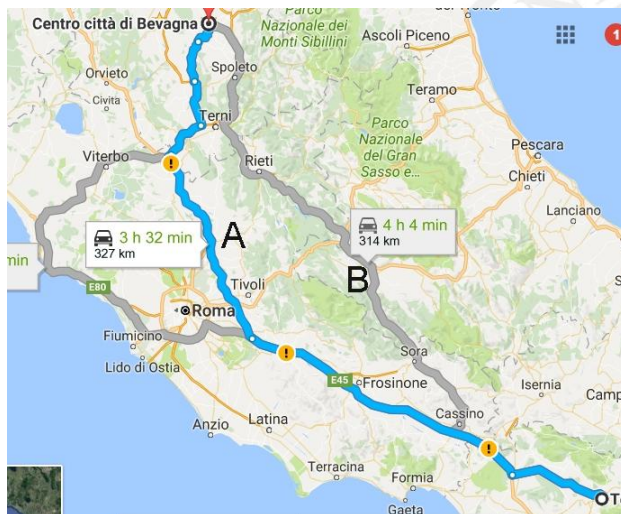 Centro città di Bevagna
Parco
Nazionale dei
Monti Sibillini
Ascoli Piceno
1
Orvieto
Spoleto
Civita
Teramo
Terni
Parco
Nazionale
del Gran
Sasso e...
Viterbo
Rieti
Pescara
Chieti
Lanciano
3 h 32 min
327 km
A
4 h 4 min
314 km
min
B
E80
Tivoli
Roma
Fiumicino
Lido di Ostia
Sora
E45
Frosinone
Isernia
Cassino
Anzio
Latina
Terracina
Formia
Gaeta